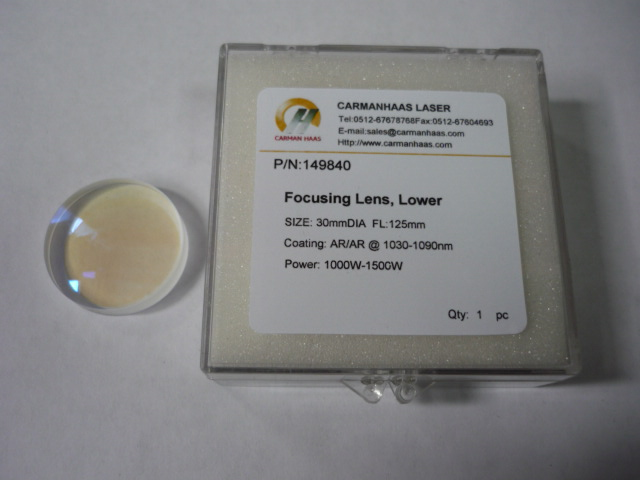 CARMANHAAS LASER
Tel:0512-67678768Fax:0512-67604693
E-mail:sales@carmanhaas.com
Http://www.carmanhaas.com
CARMAN HAAS
P/N:149840
Focusing Lens, Lower
SIZE: 30mmDIA FL:125mm
Coating: AR/AR @ 1030-1090nm
Power: 1000W-1500W
Qty: 1 pc